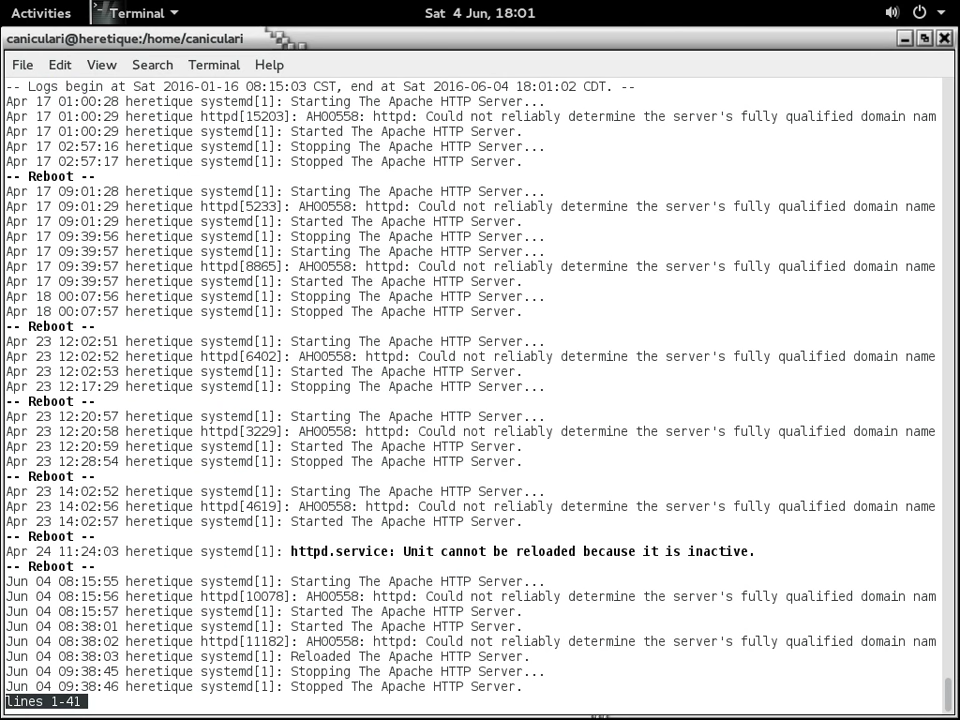 Activities Terminal Sat 4 Jun, 18:01
caniculari@heretique:/home/caniculari
File Edit View Search Terminal Help
-- Logs begin at Sat 2016-01-16 08:15:03 CST, end at Sat 2016-06-04 18:01:02 CDT. --
Apr 17 01:00:28 heretique systemd[1]: Starting The Apache HTTP Server...
Apr 17 01:00:29 heretique httpd[15203]: AH00558: httpd: Could not reliably determine the server's fully qualified domain nam
Apr 17 01:00:29 heretique systemd[1]: Started The Apache HTTP Server.
Apr 17 02:57:16 heretique systemd[1]: Stopping The Apache HTTP Server...
Apr 17 02:57:17 heretique systemd[1]: Stopped The Apache HTTP Server.
-- Reboot --
Apr 17 09:01:28 heretique systemd[1]: Starting The Apache HTTP Server...
Apr 17 09:01:29 heretique httpd[5233]: AH00558: httpd: Could not reliably determine the server's fully qualified domain name
Apr 17 09:01:29 heretique systemd[1]: Started The Apache HTTP Server.
Apr 17 09:39:56 heretique systemd[1]: Stopping The Apache HTTP Server...
Apr 17 09:39:57 heretique systemd[1]: Starting The Apache HTTP Server...
Apr 17 09:39:57 heretique httpd[8865]: AH00558: httpd: Could not reliably determine the server's fully qualified domain name
Apr 17 09:39:57 heretique systemd[1]: Started The Apache HTTP Server.
Apr 18 00:07:56 heretique systemd[1]: Stopping The Apache HTTP Server...
Apr 18 00:07:57 heretique systemd[1]: Stopped The Apache HTTP Server.
-- Reboot --
Apr 23 12:02:51 heretique systemd[1]: Starting The Apache HTTP Server...
Apr 23 12:02:52 heretique httpd[6402]: AH00558: httpd: Could not reliably determine the server's fully qualified domain name
Apr 23 12:02:53 heretique systemd[1]: Started The Apache HTTP Server.
Apr 23 12:17:29 heretique systemd[1]: Stopping The Apache HTTP Server...
-- Reboot --
Apr 23 12:20:57 heretique systemd[1]: Starting The Apache HTTP Server...
Apr 23 12:20:58 heretique httpd[3229]: AH00558: httpd: Could not reliably determine the server's fully qualified domain name
Apr 23 12:20:59 heretique systemd[1]: Started The Apache HTTP Server.
Apr 23 12:28:54 heretique systemd[1]: Stopped The Apache HTTP Server.
-- Reboot --
Apr 23 14:02:52 heretique systemd[1]: Starting The Apache HTTP Server...
Apr 23 14:02:56 heretique httpd[4619]: AH00558: httpd: Could not reliably determine the server's fully qualified domain name
Apr 23 14:02:57 heretique systemd[1]: Started The Apache HTTP Server.
-- Reboot --
Apr 24 11:24:03 heretique systemd[1]: httpd.service: Unit cannot be reloaded because it is inactive.
-- Reboot --
Jun 04 08:15:55 heretique systemd[1]: Starting The Apache HTTP Server...
Jun 04 08:15:56 heretique httpd[10078]: AH00558: httpd: Could not reliably determine the server's fully qualified domain nam
Jun 04 08:15:57 heretique systemd[1]: Started The Apache HTTP Server.
Jun 04 08:38:01 heretique systemd[1]: Started The Apache HTTP Server.
Jun 04 08:38:02 heretique httpd[11182]: AH00558: httpd: Could not reliably determine the server's fully qualified domain nam
Jun 04 08:38:03 heretique systemd[1]: Reloaded The Apache HTTP Server.
Jun 04 09:38:45 heretique systemd[1]: Stopping The Apache HTTP Server...
Jun 04 09:38:46 heretique systemd[1]: Stopped The Apache HTTP Server.
lines 1-41